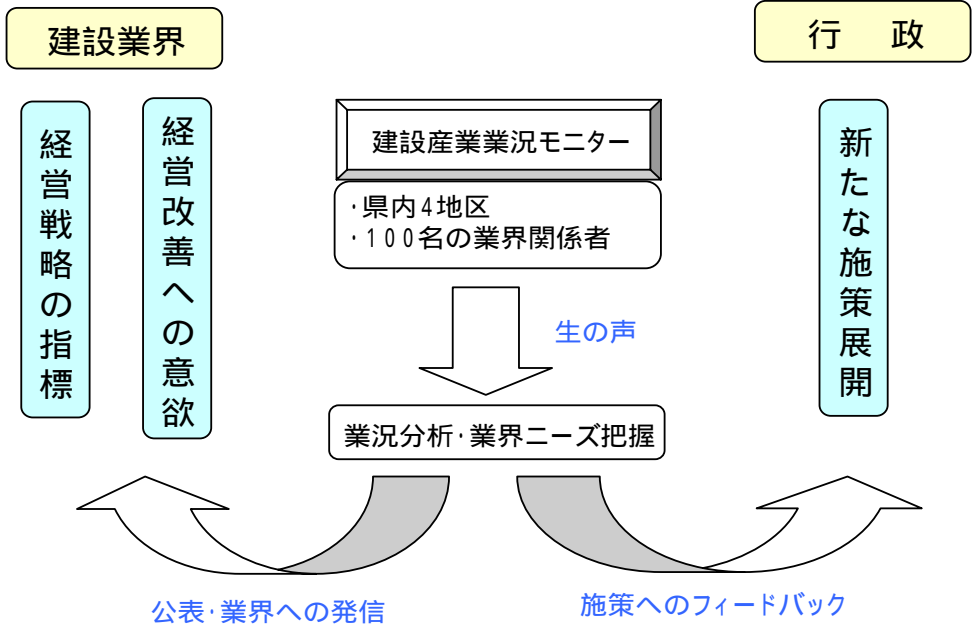 建設業界
行　政
経営戦略の指標
経営改善への意欲
建設産業業況モニター
・県内4地区
・100名の業界関係者
生の声
新たな施策展開
業況分析・業界ニーズ把握
公表・業界への発信
施策へのフィードバック